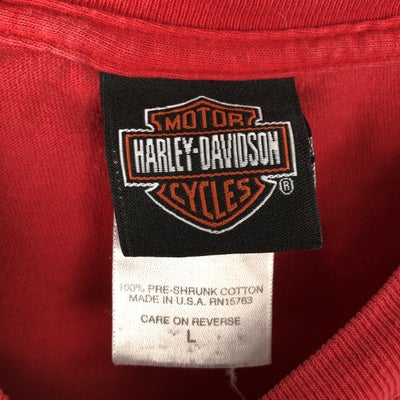 MOTOR
HARLEY-DAVIDSON
CYCLES
®
100% PRE-SHRUNK COTTON
MADE IN U.S.A. RN15763
CARE ON REVERSE
L